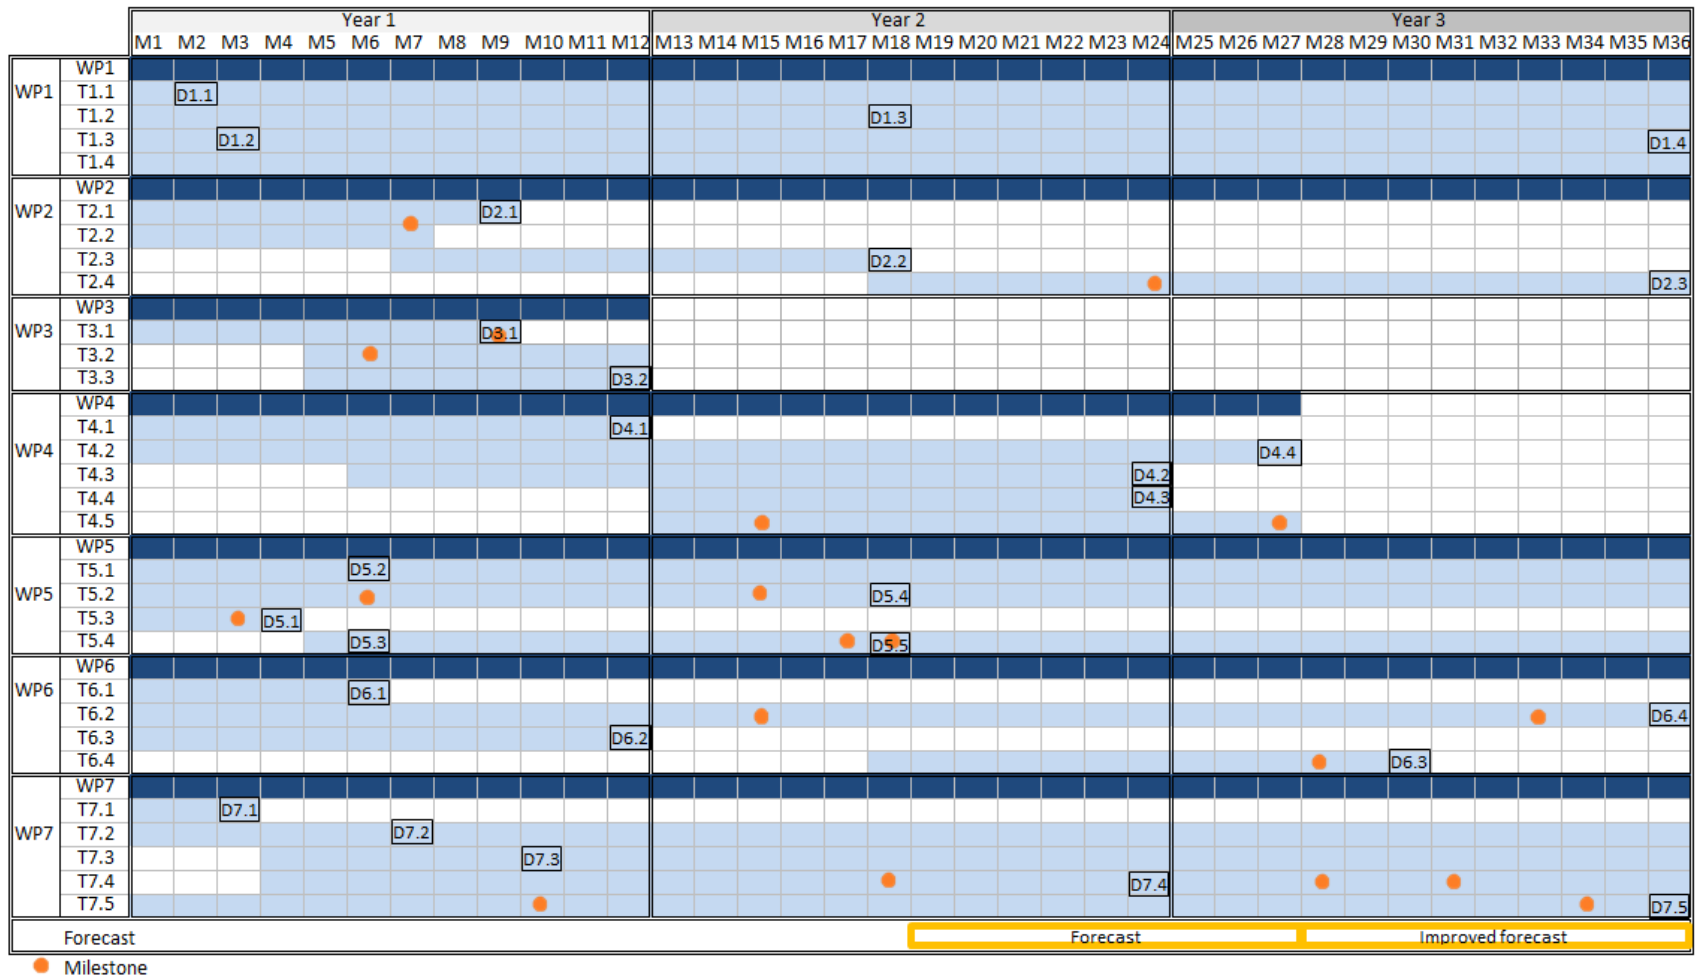 Year 1 Year 2 Year 3
M1 M2 M3 M4 M5 M6 M7 M8 M9 M10 M11 M12 M13 M14 M15 M16 M17 M18 M19 M20 M21 M22 M23 M24 M25 M26 M27 M28 M29 M30 M31 M32 M33 M34 M35 M36
WP1
WP1 T1.1 D1.1
T1.2 D1.3
T1.3 D1.2 D1.4
T1.4
WP2
WP2 T2.1 D2.1
T2.2
T2.3 D2.2
T2.4 D2.3
WP3
WP3 T3.1 D3.1
T3.2
T3.3 D3.2
WP4
T4.1 D4.1
WP4 T4.2 D4.4
T4.3 D4.2
T4.4 D4.3
T4.5
WP5
T5.1 D5.2
WP5 T5.2 D5.4
T5.3 D5.1
T5.4 D5.3 D5.5
WP6
WP6 T6.1 D6.1
T6.2 D6.4
T6.3 D6.2
T6.4 D6.3
WP7
T7.1 D7.1
WP7 T7.2 D7.2
T7.3 D7.3
T7.4 D7.4
T7.5 D7.5
Forecast Forecast Improved forecast
Milestone